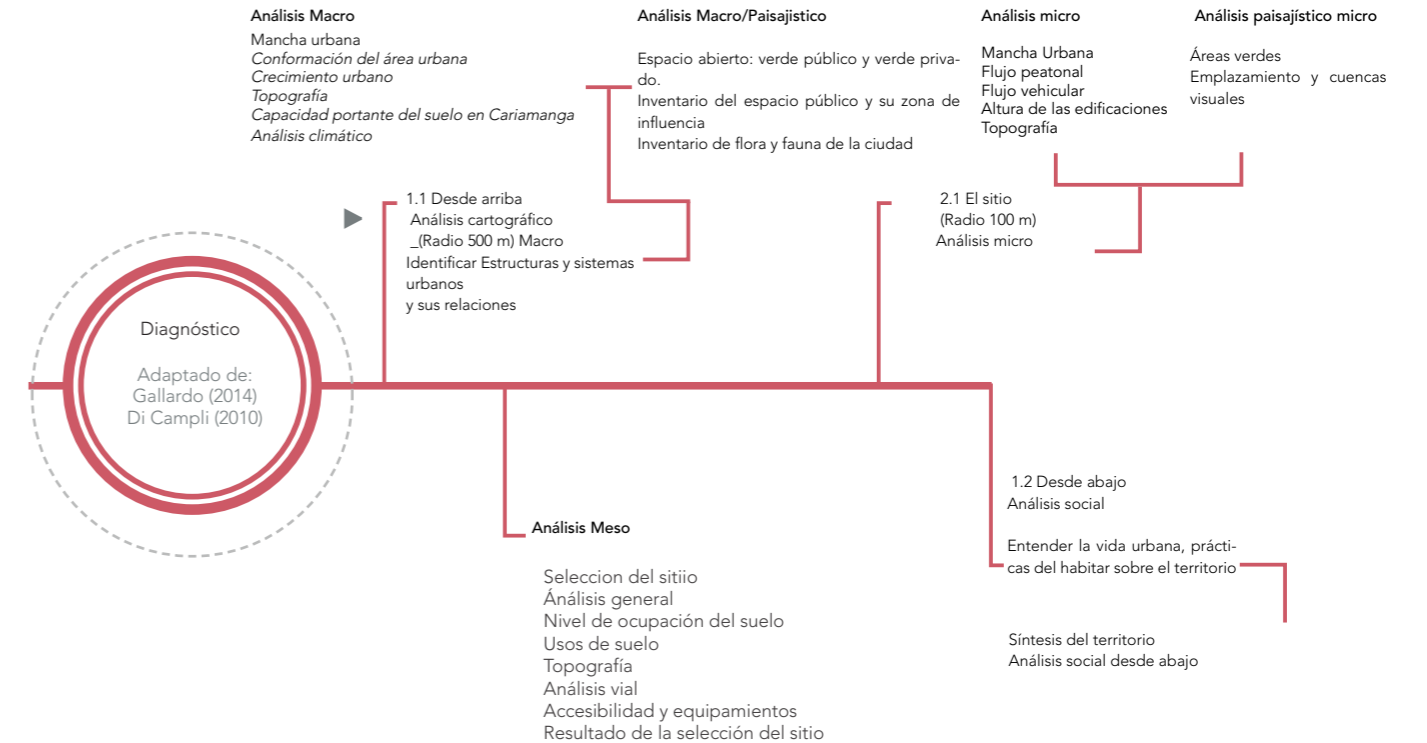 Análisis Macro
Mancha urbana
Conformación del área urbana
Crecimiento urbano
Topografía
Capacidad portante del suelo en Cariamanga
Análisis climático
Análisis Macro/Paisajistico
Espacio abierto: verde público y verde priva-
do.
Inventario del espacio público y su zona de
influencia
Inventario de flora y fauna de la ciudad
Análisis micro
Mancha Urbana
Flujo peatonal
Flujo vehicular
Altura de las edificaciones
Topografía
Análisis paisajístico micro
Áreas verdes
Emplazamiento y cuencas
visuales
1.1 Desde arriba
Análisis cartográfico
_(Radio 500 m) Macro
Identificar Estructuras y sistemas
urbanos
y sus relaciones
2.1 El sitio
(Radio 100 m)
Análisis micro
Diagnóstico
Adaptado de:
Gallardo (2014)
Di Campli (2010)
Análisis Meso
Seleccion del sitiio
Ánálisis general
Nivel de ocupación del suelo
Usos de suelo
Topografía
Análisis vial
Accesibilidad y equipamientos
Resultado de la selección del sitio
1.2 Desde abajo
Análisis social
Entender la vida urbana, prácti-
cas del habitar sobre el territorio
Síntesis del territorio
Análisis social desde abajo